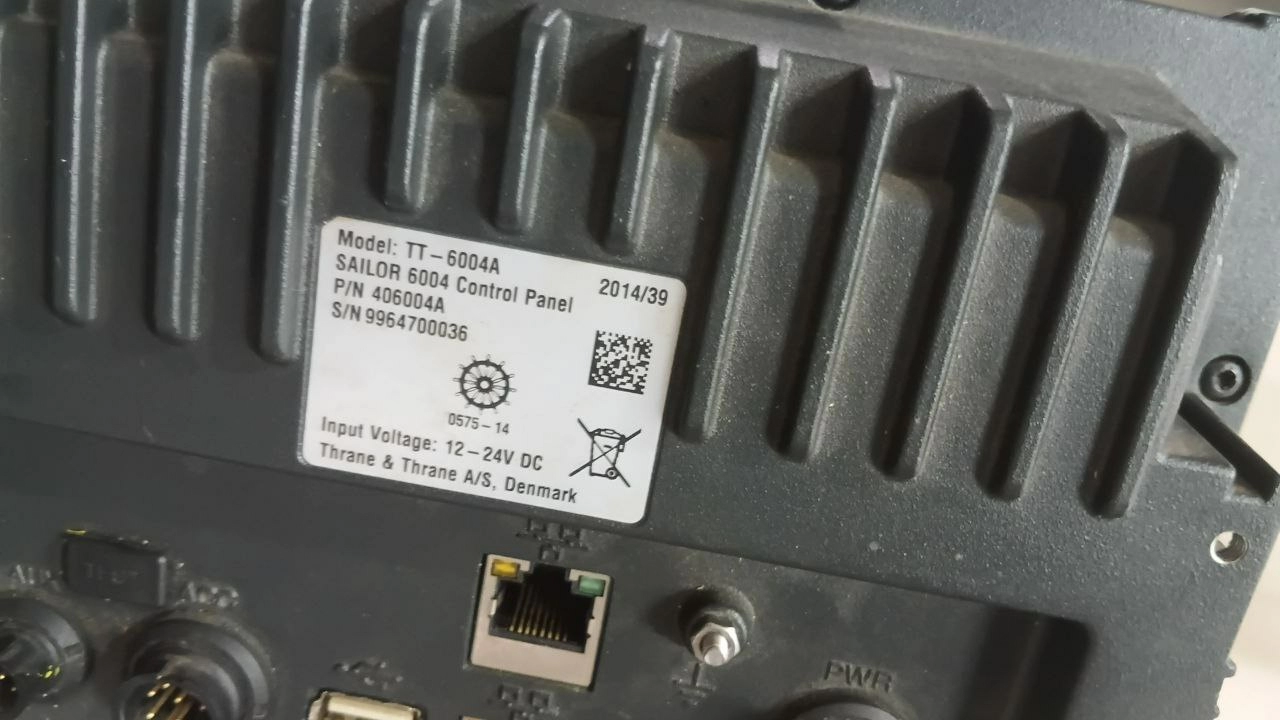 Model: TT-6004A
SAILOR 6004 Control Panel
2014/39
P/N 406004A
S/N 9964700036
0575-14
Input Voltage: 12-24V DC
Thrane & Thrane A/S, Denmark
PWR